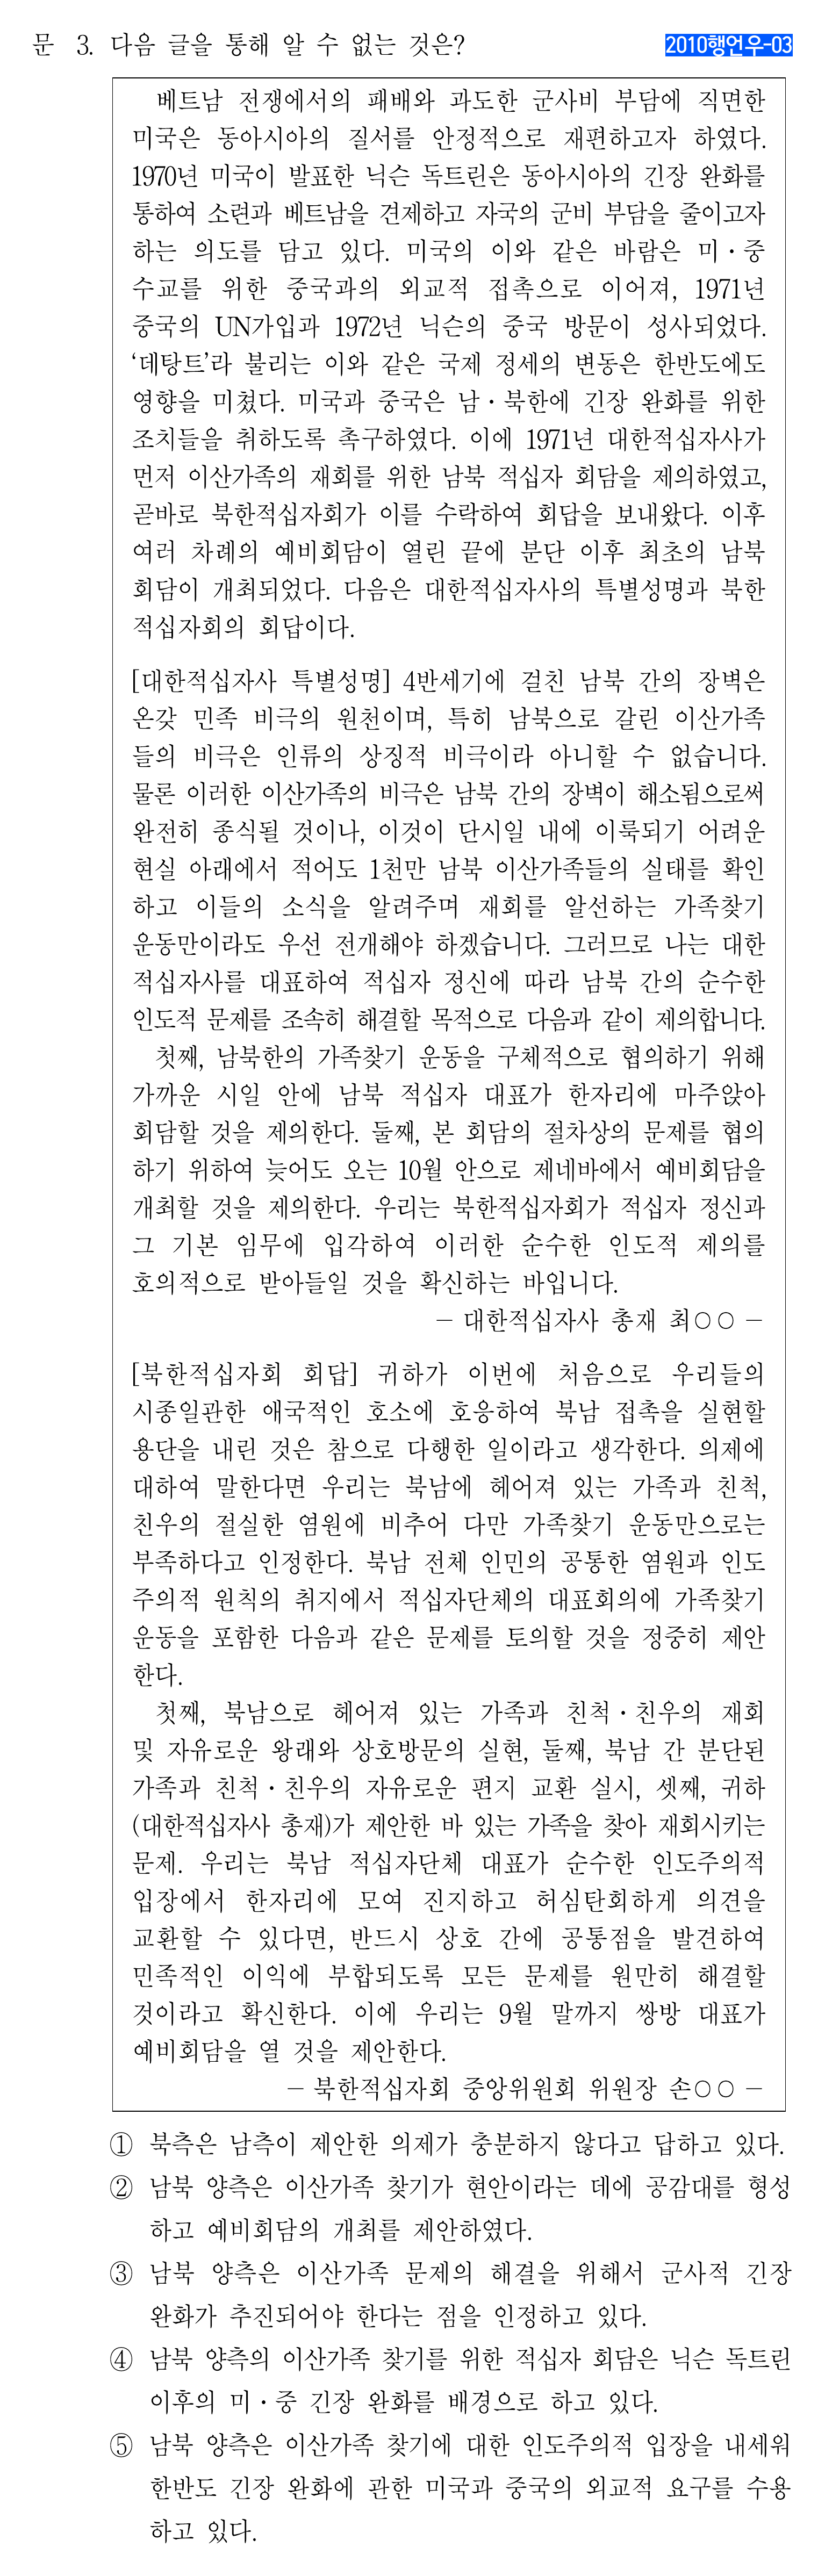 문 3. 다음 글을 통해 알 수 없는 것은?
2010행언우-03
베트남 전쟁에서의 패배와 과도한 군사비 부담에 직면한
미국은 동아시아의 질서를 안정적으로 재편하고자 하였다.
1970년 미국이 발표한 닉슨 독트린은 동아시아의 긴장 완화를
통하여 소련과 베트남을 견제하고 자국의 군비 부담을 줄이고자
하는 의도를 담고 있다. 미국의 이와 같은 바람은 미・중
수교를 위한 중국과의 외교적 접촉으로 이어져, 1971년
중국의 UN가입과 1972년 닉슨의 중국 방문이 성사되었다.
‘데탕트’라 불리는 이와 같은 국제 정세의 변동은 한반도에도
영향을 미쳤다. 미국과 중국은 남・북한에 긴장 완화를 위한
조치들을 취하도록 촉구하였다. 이에 1971년 대한적십자사가
먼저 이산가족의 재회를 위한 남북 적십자 회담을 제의하였고,
곧바로 북한적십자회가 이를 수락하여 회답을 보내왔다. 이후
여러 차례의 예비회담이 열린 끝에 분단 이후 최초의 남북
회담이 개최되었다. 다음은 대한적십자사의 특별성명과 북한
적십자회의 회답이다.
[대한적십자사 특별성명] 4반세기에 걸친 남북 간의 장벽은
온갖 민족 비극의 원천이며, 특히 남북으로 갈린 이산가족
들의 비극은 인류의 상징적 비극이라 아니할 수 없습니다.
물론 이러한 이산가족의 비극은 남북 간의 장벽이 해소됨으로써
완전히 종식될 것이나, 이것이 단시일 내에 이룩되기 어려운
현실 아래에서 적어도 1천만 남북 이산가족들의 실태를 확인
하고 이들의 소식을 알려주며 재회를 알선하는 가족찾기
운동만이라도 우선 전개해야 하겠습니다. 그러므로 나는 대한
적십자사를 대표하여 적십자 정신에 따라 남북 간의 순수한
인도적 문제를 조속히 해결할 목적으로 다음과 같이 제의합니다.
첫째, 남북한의 가족찾기 운동을 구체적으로 협의하기 위해
가까운 시일 안에 남북 적십자 대표가 한자리에 마주앉아
회담할 것을 제의한다. 둘째, 본 회담의 절차상의 문제를 협의
하기 위하여 늦어도 오는 10월 안으로 제네바에서 예비회담을
개최할 것을 제의한다. 우리는 북한적십자회가 적십자 정신과
그 기본 임무에 입각하여 이러한 순수한 인도적 제의를
호의적으로 받아들일 것을 확신하는 바입니다.
－ 대한적십자사 총재 최○○ －
[북한적십자회 회답] 귀하가 이번에 처음으로 우리들의
시종일관한 애국적인 호소에 호응하여 북남 접촉을 실현할
용단을 내린 것은 참으로 다행한 일이라고 생각한다. 의제에
대하여 말한다면 우리는 북남에 헤어져 있는 가족과 친척,
친우의 절실한 염원에 비추어 다만 가족찾기 운동만으로는
부족하다고 인정한다. 북남 전체 인민의 공통한 염원과 인도
주의적 원칙의 취지에서 적십자단체의 대표회의에 가족찾기
운동을 포함한 다음과 같은 문제를 토의할 것을 정중히 제안
한다.
첫째, 북남으로 헤어져 있는 가족과 친척・친우의 재회
및 자유로운 왕래와 상호방문의 실현, 둘째, 북남 간 분단된
가족과 친척・친우의 자유로운 편지 교환 실시, 셋째, 귀하
(대한적십자사 총재)가 제안한 바 있는 가족을 찾아 재회시키는
문제. 우리는 북남 적십자단체 대표가 순수한 인도주의적
입장에서 한자리에 모여 진지하고 허심탄회하게 의견을
교환할 수 있다면, 반드시 상호 간에 공통점을 발견하여
민족적인 이익에 부합되도록 모든 문제를 원만히 해결할
것이라고 확신한다. 이에 우리는 9월 말까지 쌍방 대표가
예비회담을 열 것을 제안한다.
－ 북한적십자회 중앙위원회 위원장 손○○ －
① 북측은 남측이 제안한 의제가 충분하지 않다고 답하고 있다.
② 남북 양측은 이산가족 찾기가 현안이라는 데에 공감대를 형성
하고 예비회담의 개최를 제안하였다.
③ 남북 양측은 이산가족 문제의 해결을 위해서 군사적 긴장
완화가 추진되어야 한다는 점을 인정하고 있다.
④ 남북 양측의 이산가족 찾기를 위한 적십자 회담은 닉슨 독트린
이후의 미・중 긴장 완화를 배경으로 하고 있다.
⑤ 남북 양측은 이산가족 찾기에 대한 인도주의적 입장을 내세워
한반도 긴장 완화에 관한 미국과 중국의 외교적 요구를 수용
하고 있다.